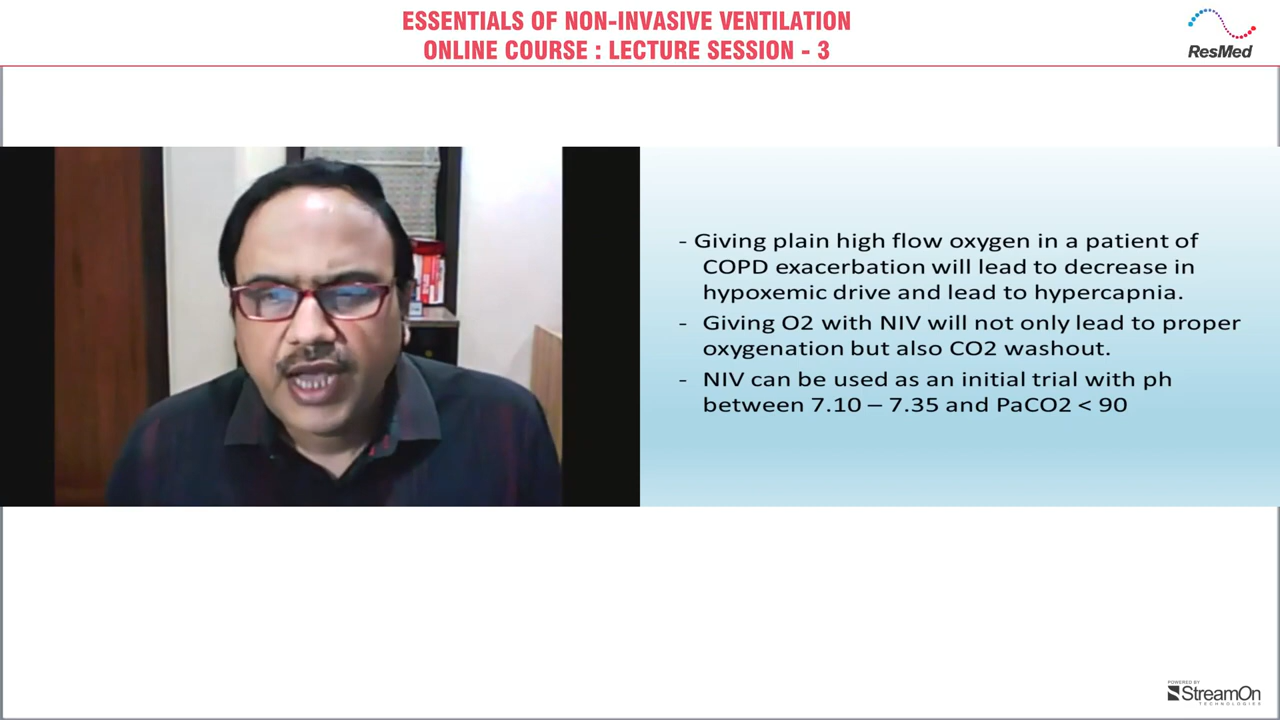 ESSENTIALS OF NON-INVASIVE VENTILATION
ONLINE COURSE : LECTURE SESSION - 3
ResMed
- Giving plain high flow oxygen in a patient of
COPD exacerbation will lead to decrease in
hypoxemic drive and lead to hypercapnia.
- Giving O2 with NIV will not only lead to proper
oxygenation but also CO2 washout.
- NIV can be used as an initial trial with ph
between 7.10 – 7.35 and PaCO2 < 90
POWERED BY
StreamOn
TECHNOLOGIES